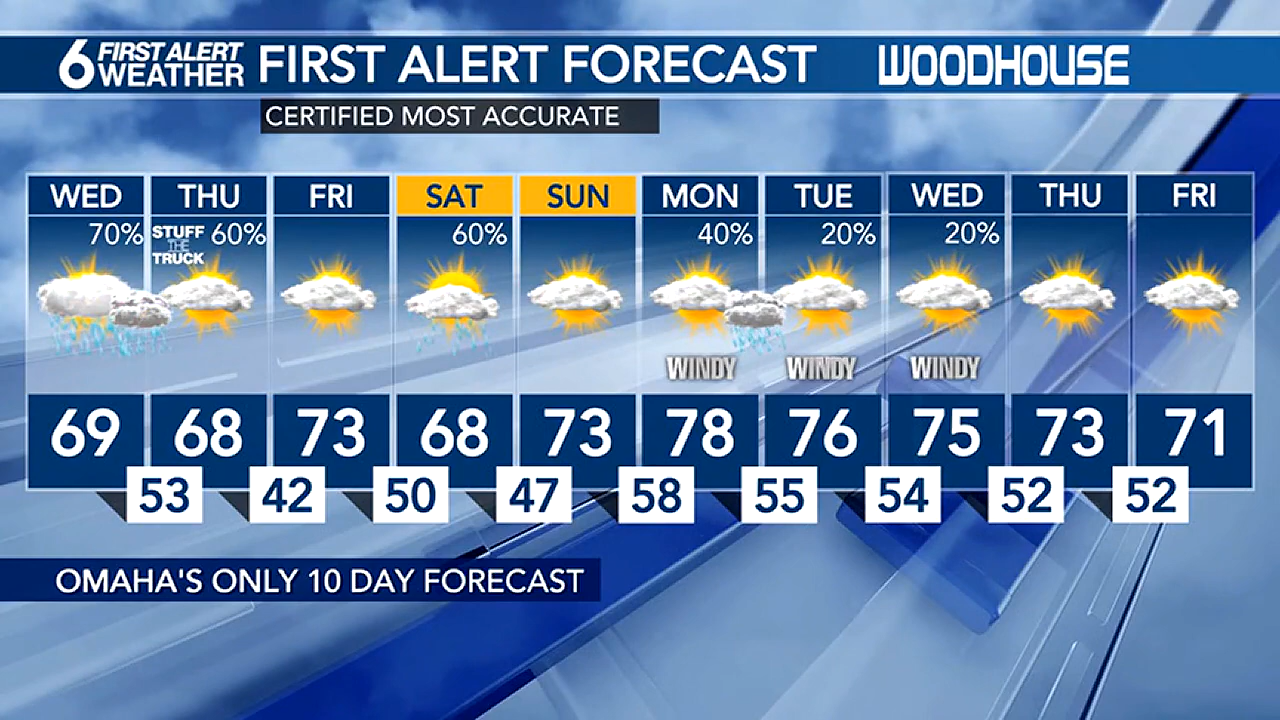 6 FIRST ALERT WEATHER
FIRST ALERT FORECAST
WOODHOUSE
CERTIFIED MOST ACCURATE
WED THU FRI SAT SUN MON TUE WED THU FRI
70% 60% 60% 40% 20% 20%
STUFF
THE
TRUCK
WINDY WINDY WINDY
69 68 73 68 73 78 76 75 73 71
53 42 50 47 58 55 54 52 52
OMAHA'S ONLY 10 DAY FORECAST